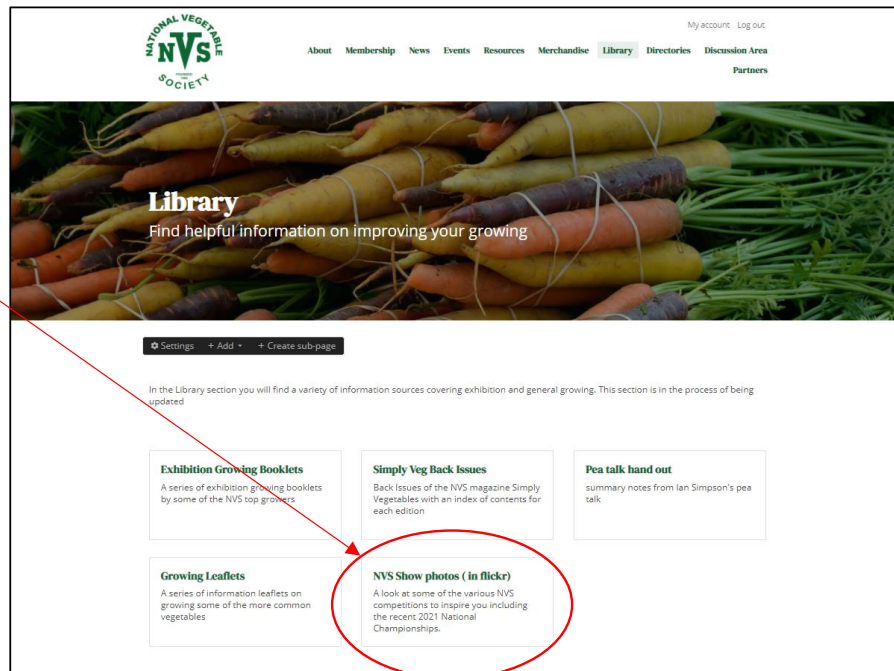 NATIONAL VEGETABLE
NVS
SOCIETY
My account Log out
About Membership News Events Resources Merchandise Library Directories Discussion Area
Partners
Library
Find helpful information on improving your growing
Settings + Add + Create sub-page
In the Library section you will find a variety of information sources covering exhibition and general growing. This section is in the process of being
updated
Exhibition Growing Booklets
A series of exhibition growing booklets
by some of the NVS top growers
Simply Veg Back Issues
Back Issues of the NVS magazine Simply
Vegetables with an index of contents for
each edition
Pea talk hand out
summary notes from Ian Simpson's pea
talk
Growing Leaflets
A series of information leaflets on
growing some of the more common
vegetables
NVS Show photos ( in flickr)
A look at some of the various NVS
competitions to inspire you including
the recent 2021 National
Championships.